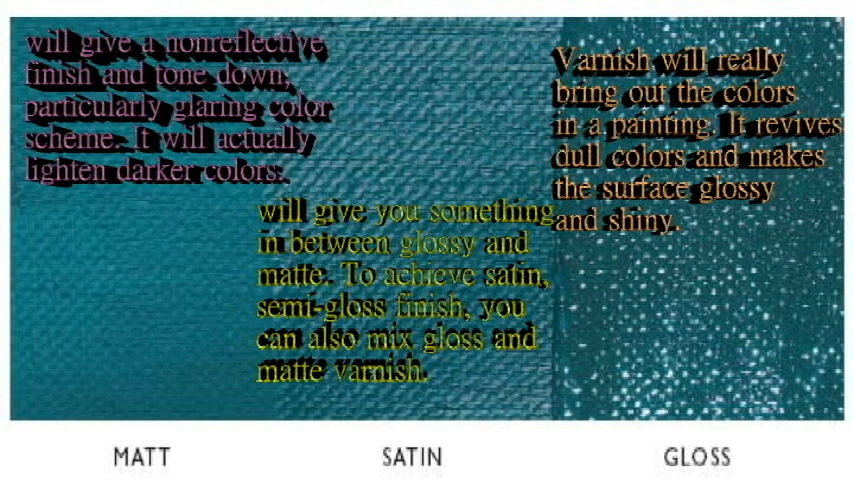 will give a nonreflective
finish and tone down,
particularly glaring color
scheme. It will actually
lighten darker colors.
will give you something
in between glossy and
matte. To achieve satin,
semi-gloss finish, you
can also mix gloss and
matte varnish.
Varnish will really
bring out the colors
in a painting. It revives
dull colors and makes
the surface glossy
and shiny.
MATT
SATIN
GLOSS